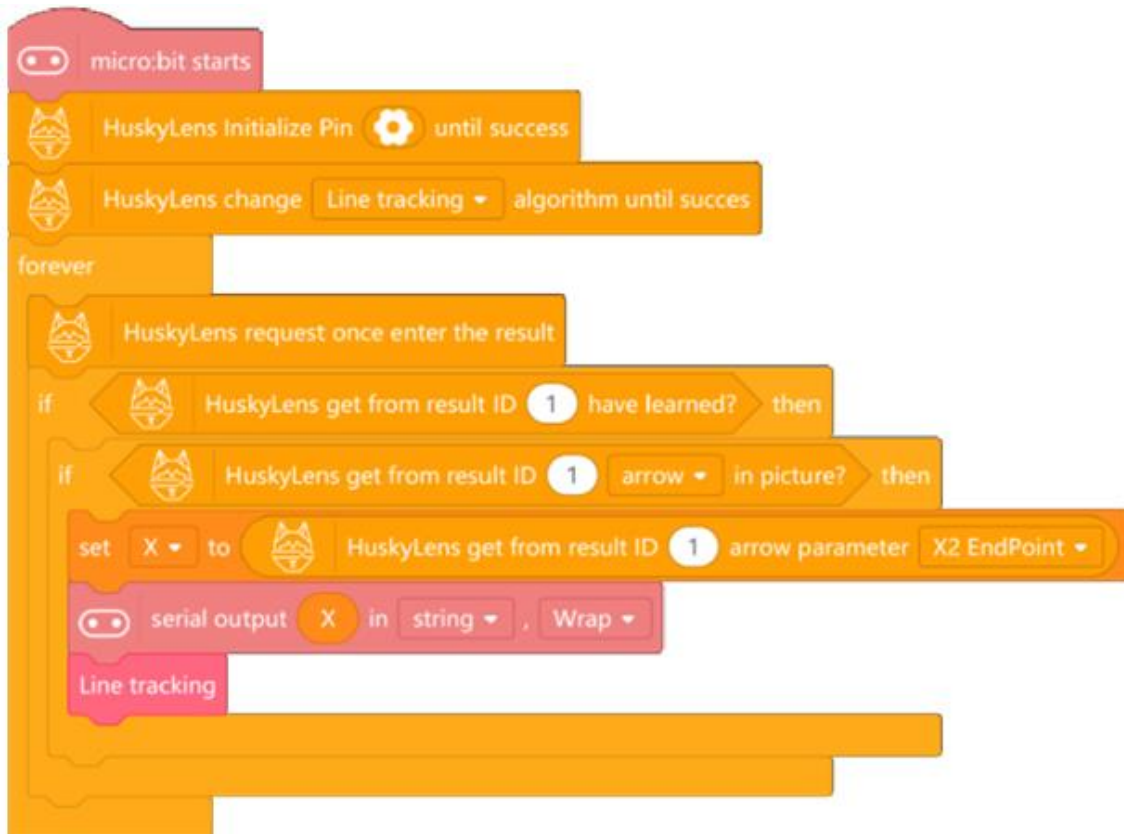 micro:bit starts
HuskyLens Initialize Pin until success
HuskyLens change Line tracking algorithm until succes
forever
HuskyLens request once enter the result
if HuskyLens get from result ID 1 have learned? then
if HuskyLens get from result ID 1 arrow in picture? then
set X to HuskyLens get from result ID 1 arrow parameter X2 EndPoint
serial output X in string , Wrap
Line tracking